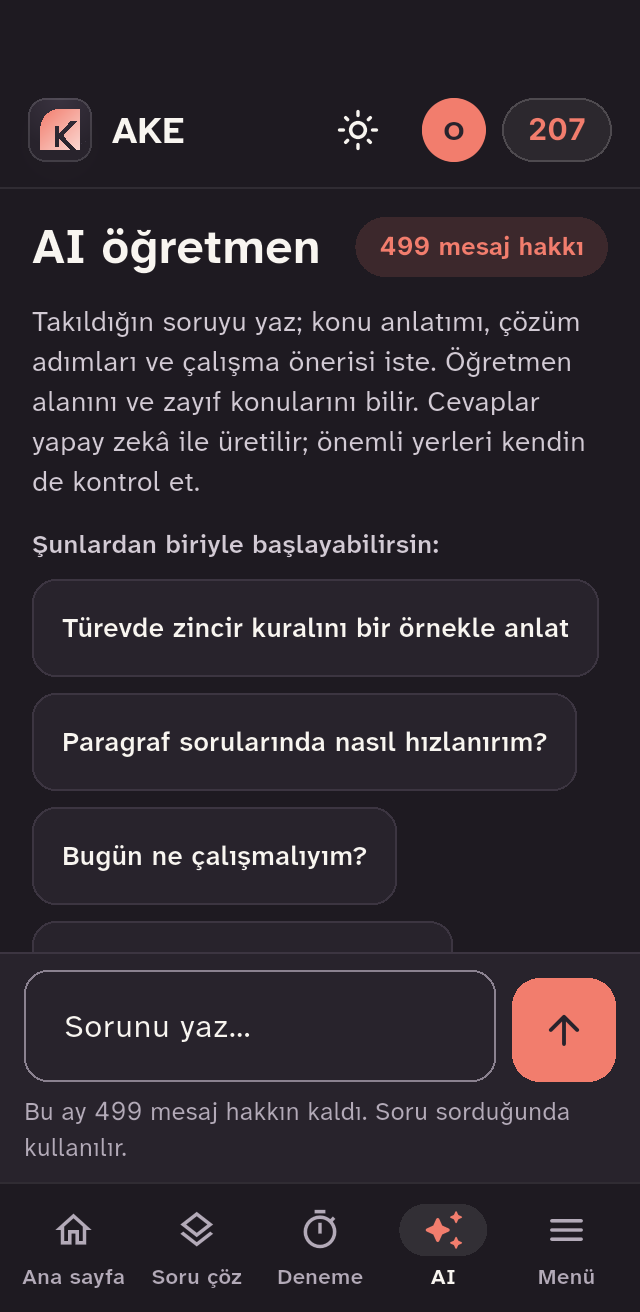 K AKE O 207
AI öğretmen 499 mesaj hakkı
Takıldığın soruyu yaz; konu anlatımı, çözüm
adımları ve çalışma önerisi iste. Öğretmen
alanını ve zayıf konularını bilir. Cevaplar
yapay zekâ ile üretilir; önemli yerleri kendin
de kontrol et.
Şunlardan biriyle başlayabilirsin:
Türevde zincir kuralını bir örnekle anlat
Paragraf sorularında nasıl hızlanırım?
Bugün ne çalışmalıyım?
Sorunu yaz...
Bu ay 499 mesaj hakkın kaldı. Soru sorduğunda
kullanılır.
Ana sayfa Soru çöz Deneme AI Menü